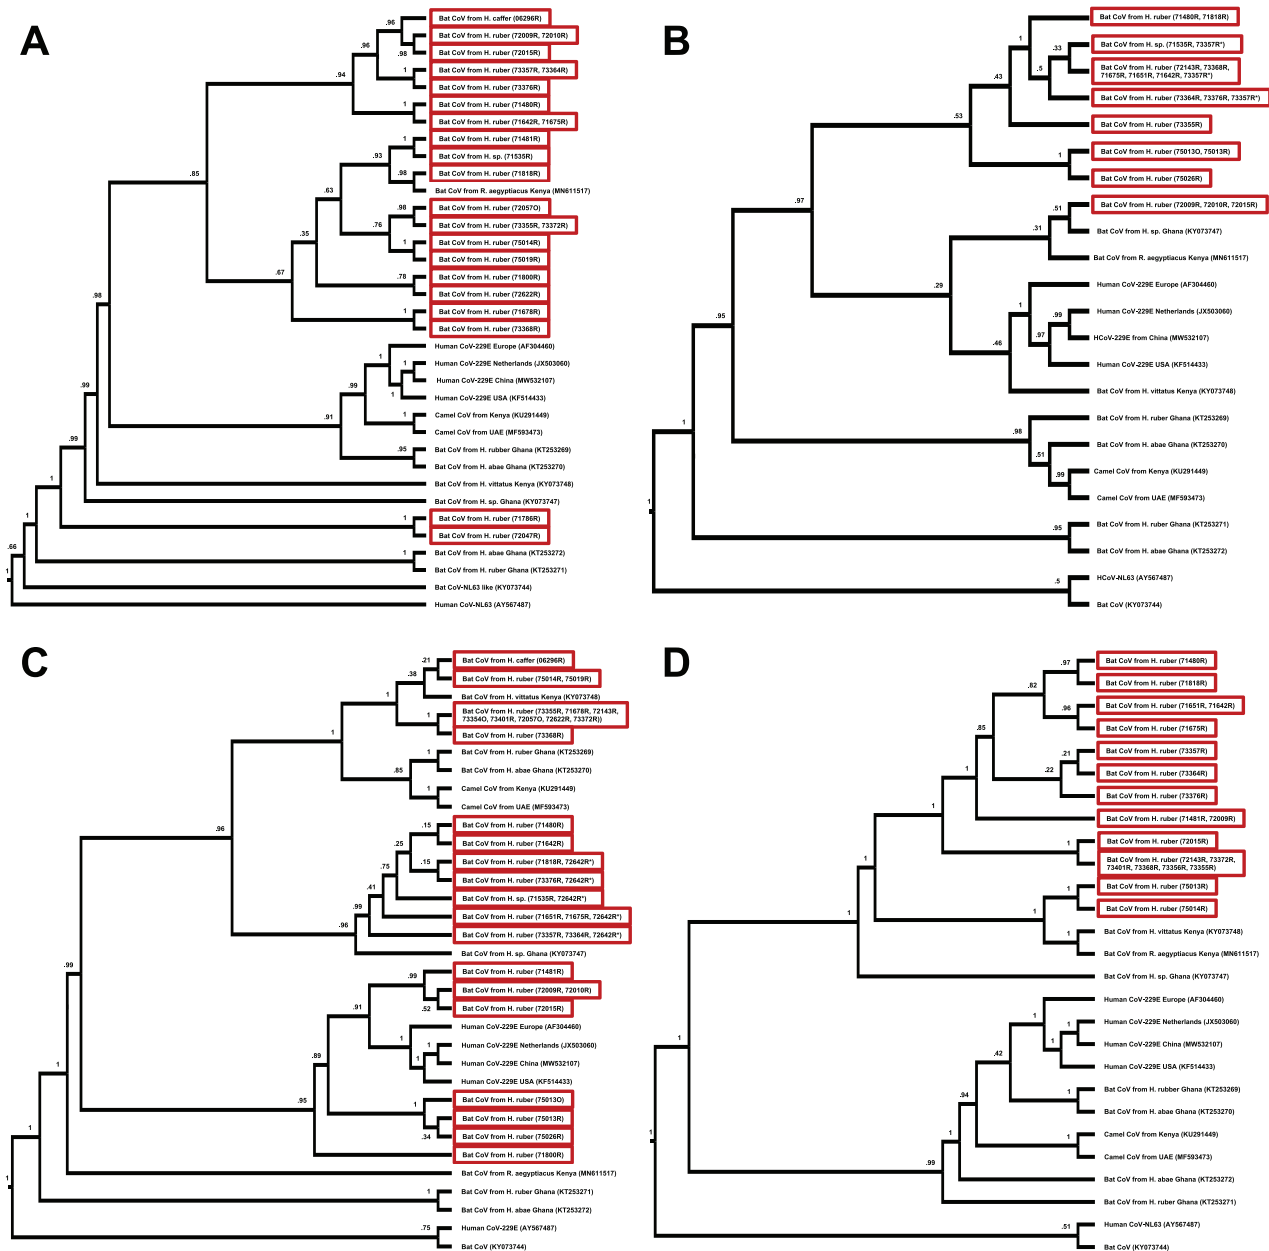 A
.96
Bat CoV from H. caffer (06296R)
.96
Bat CoV from H. ruber (72009R, 72010R)
.98
Bat CoV from H. ruber (72015R)
.94
1
Bat CoV from H. ruber (73357R, 73364R)
Bat CoV from H. ruber (73376R)
1
Bat CoV from H. ruber (71480R)
Bat CoV from H. ruber (71642R, 71675R)
.85
1
Bat CoV from H. ruber (71481R)
.93
Bat CoV from H. sp. (71535R)
.98
Bat CoV from H. ruber (71818R)
Bat CoV from R. aegyptiacus Kenya (MN611517)
.63
.98
Bat CoV from H. ruber (72057O)
.76
Bat CoV from H. ruber (73355R, 73372R)
.35
1
Bat CoV from H. ruber (75014R)
Bat CoV from H. ruber (75019R)
.67
.78
Bat CoV from H. ruber (71800R)
Bat CoV from H. ruber (72622R)
1
Bat CoV from H. ruber (71678R)
Bat CoV from H. ruber (73368R)
.98
Human CoV-229E Europe (AF304460)
1
1
Human CoV-229E Netherlands (JX503060)
.99
Human CoV-229E China (MW532107)
1
Human CoV-229E USA (KF514433)
.99
.91
1
Camel CoV from Kenya (KU291449)
Camel CoV from UAE (MF593473)
.99
.95
Bat CoV from H. rubber Ghana (KT253269)
Bat CoV from H. abae Ghana (KT253270)
1
Bat CoV from H. vittatus Kenya (KY073748)
Bat CoV from H. sp. Ghana (KY073747)
1
1
Bat CoV from H. ruber (71786R)
Bat CoV from H. ruber (72047R)
.66
1
Bat CoV from H. abae Ghana (KT253272)
Bat CoV from H. ruber Ghana (KT253271)
1
Bat CoV-NL63 like (KY073744)
Human CoV-NL63 (AY567487)
B
Bat CoV from H. ruber (71480R, 71818R)
1
.33
Bat CoV from H. sp. (71535R, 73357R*)
.5
Bat CoV from H. ruber (72143R, 73368R,
71675R, 71651R, 71642R, 73357R*)
.43
Bat CoV from H. ruber (73364R, 73376R, 73357R*)
.53
Bat CoV from H. ruber (73355R)
1
Bat CoV from H. ruber (75013O, 75013R)
Bat CoV from H. ruber (75026R)
.97
.51
Bat CoV from H. ruber (72009R, 72010R, 72015R)
.31
Bat CoV from H. sp. Ghana (KY073747)
Bat CoV from R. aegyptiacus Kenya (MN611517)
.29
Human CoV-229E Europe (AF304460)
1
.99
Human CoV-229E Netherlands (JX503060)
.97
HCoV-229E from China (MW532107)
.46
Human CoV-229E USA (KF514433)
Bat CoV from H. vittatus Kenya (KY073748)
.95
.98
Bat CoV from H. ruber Ghana (KT253269)
.51
Bat CoV from H. abae Ghana (KT253270)
.99
Camel CoV from Kenya (KU291449)
Camel CoV from UAE (MF593473)
1
.95
Bat CoV from H. ruber Ghana (KT253271)
Bat CoV from H. abae Ghana (KT253272)
1
.5
HCoV-NL63 (AY567487)
Bat CoV (KY073744)
C
.21
Bat CoV from H. caffer (06296R)
.38
Bat CoV from H. ruber (75014R, 75019R)
Bat CoV from H. vittatus Kenya (KY073748)
1
1
Bat CoV from H. ruber (73355R, 71678R, 72143R,
73354O, 73401R, 72057O, 72622R, 73372R))
Bat CoV from H. ruber (73368R)
1
1
Bat CoV from H. ruber Ghana (KT253269)
.85
Bat CoV from H. abae Ghana (KT253270)
1
Camel CoV from Kenya (KU291449)
Camel CoV from UAE (MF593473)
.96
.15
Bat CoV from H. ruber (71480R)
.25
Bat CoV from H. ruber (71642R)
.75
.15
Bat CoV from H. ruber (71818R, 72642R*)
Bat CoV from H. ruber (73376R, 72642R*)
.41
Bat CoV from H. sp. (71535R, 72642R*)
.99
Bat CoV from H. ruber (71651R, 71675R, 72642R*)
.96
Bat CoV from H. ruber (73357R, 73364R, 72642R*)
Bat CoV from H. sp. Ghana (KY073747)
.99
.99
Bat CoV from H. ruber (71481R)
Bat CoV from H. ruber (72009R, 72010R)
.91
.52
Bat CoV from H. ruber (72015R)
Human CoV-229E Europe (AF304460)
1
Human CoV-229E Netherlands (JX503060)
.89
1
Human CoV-229E China (MW532107)
Human CoV-229E USA (KF514433)
.95
1
Bat CoV from H. ruber (75013O)
Bat CoV from H. ruber (75013R)
.34
Bat CoV from H. ruber (75026R)
Bat CoV from H. ruber (71800R)
1
Bat CoV from R. aegyptiacus Kenya (MN611517)
1
1
Bat CoV from H. ruber Ghana (KT253271)
Bat CoV from H. abae Ghana (KT253272)
1
.75
Human CoV-229E (AY567487)
Bat CoV (KY073744)
D
.97
Bat CoV from H. ruber (71480R)
.82
Bat CoV from H. ruber (71818R)
.96
Bat CoV from H. ruber (71651R, 71642R)
.85
Bat CoV from H. ruber (71675R)
.21
Bat CoV from H. ruber (73357R)
.22
Bat CoV from H. ruber (73364R)
1
Bat CoV from H. ruber (73376R)
1
Bat CoV from H. ruber (71481R, 72009R)
1
Bat CoV from H. ruber (72015R)
Bat CoV from H. ruber (72143R, 73372R,
73401R, 73368R, 73356R, 73355R)
1
1
Bat CoV from H. ruber (75013R)
1
Bat CoV from H. ruber (75014R)
1
1
Bat CoV from H. vittatus Kenya (KY073748)
Bat CoV from R. aegyptiacus Kenya (MN611517)
Bat CoV from H. sp. Ghana (KY073747)
1
Human CoV-229E Europe (AF304460)
1
1
Human CoV-229E Netherlands (JX503060)
1
Human CoV-229E China (MW532107)
.42
Human CoV-229E USA (KF514433)
.94
1
Bat CoV from H. rubber Ghana (KT253269)
Bat CoV from H. abae Ghana (KT253270)
1
Camel CoV from Kenya (KU291449)
Camel CoV from UAE (MF593473)
.99
Bat CoV from H. abae Ghana (KT253272)
Bat CoV from H. ruber Ghana (KT253271)
1
.51
Human CoV-NL63 (AY567487)
Bat CoV (KY073744)